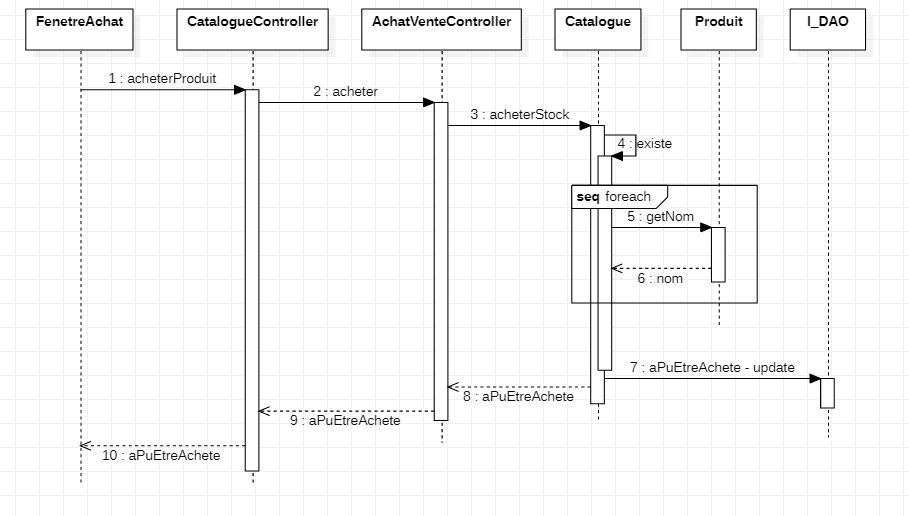 FenetreAchat CatalogueController AchatVenteController Catalogue Produit I_DAO
1 : acheterProduit
2 : acheter
3 : acheterStock
4 : existe
seq foreach
5 : getNom
6 : nom
7 : aPuEtreAchete - update
8 : aPuEtreAchete
9 : aPuEtreAchete
10 : aPuEtreAchete